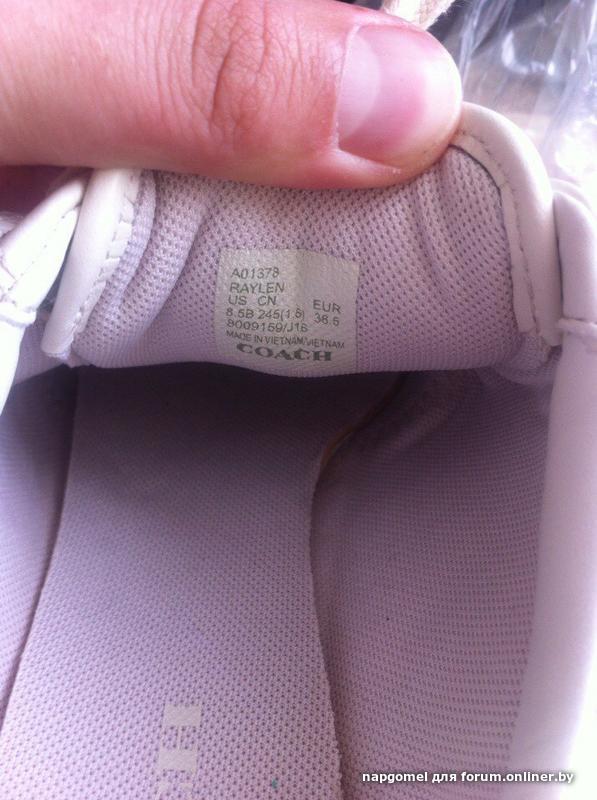 A01378
RAYLEN
US CN EUR
8.5B 245(1.5) 38.5
8009159/J16
MADE IN VIETNAM/VIETNAM
COACH
napgomel для forum.onliner.by